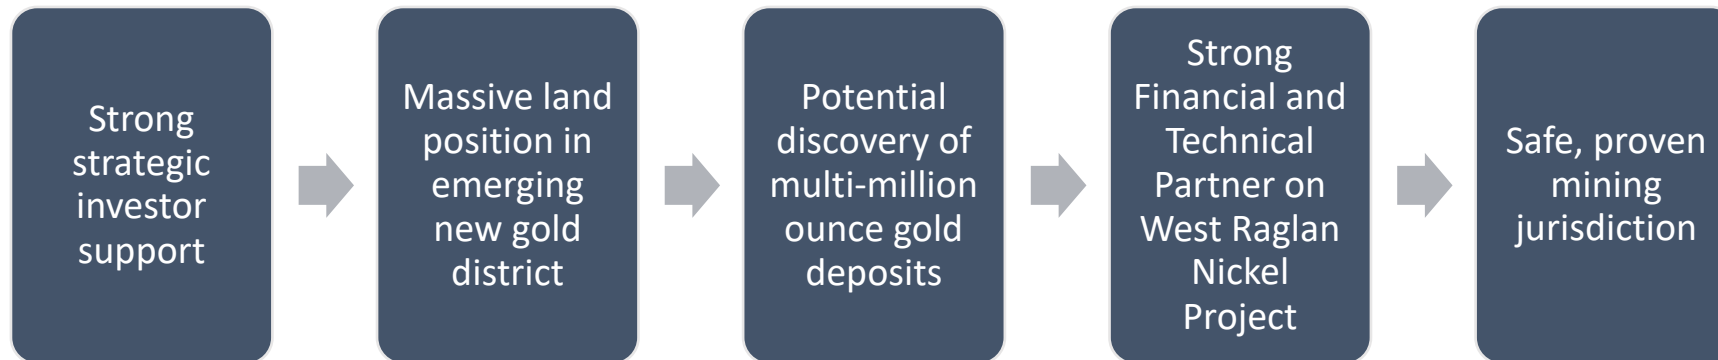 Strong
strategic
investor
support
Massive land
position in
emerging
new gold
district
Potential
discovery of
multi-million
ounce gold
deposits
Strong
Financial and
Technical
Partner on
West Raglan
Nickel
Project
Safe, proven
mining
jurisdiction